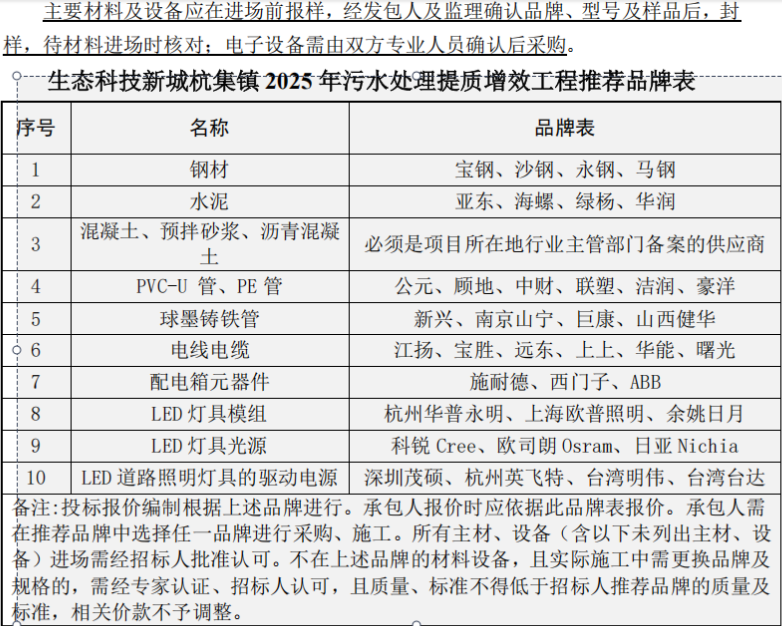 主要材料及设备应在进场前报样，经发包人及监理确认品牌、型号及样品后，封
样，待材料进场时核对；电子设备需由双方专业人员确认后采购。
生态科技新城杭集镇 2025 年污水处理提质增效工程推荐品牌表
序号 名称 品牌表
1 钢材 宝钢、沙钢、永钢、马钢
2 水泥 亚东、海螺、绿杨、华润
3 混凝土、预拌砂浆、沥青混凝 必须是项目所在地行业主管部门备案的供应商
土
4 PVC-U 管、PE 管 公元、顾地、中财、联塑、洁润、豪洋
5 球墨铸铁管 新兴、南京山宁、巨康、山西健华
6 电线电缆 江扬、宝胜、远东、上上、华能、曙光
7 配电箱元器件 施耐德、西门子、ABB
8 LED 灯具模组 杭州华普永明、上海欧普照明、余姚日月
9 LED 灯具光源 科锐 Cree、欧司朗 Osram、日亚 Nichia
10 LED 道路照明灯具的驱动电源 深圳茂硕、杭州英飞特、台湾明伟、台湾台达
备注:投标报价编制根据上述品牌进行。承包人报价时应依据此品牌表报价。承包人需
在推荐品牌中选择任一品牌进行采购、施工。所有主材、设备（含以下未列出主材、设
备）进场需经招标人批准认可。不在上述品牌的材料设备，且实际施工中需更换品牌及
规格的，需经专家认证、招标人认可，且质量、标准不得低于招标人推荐品牌的质量及
标准，相关价款不予调整。